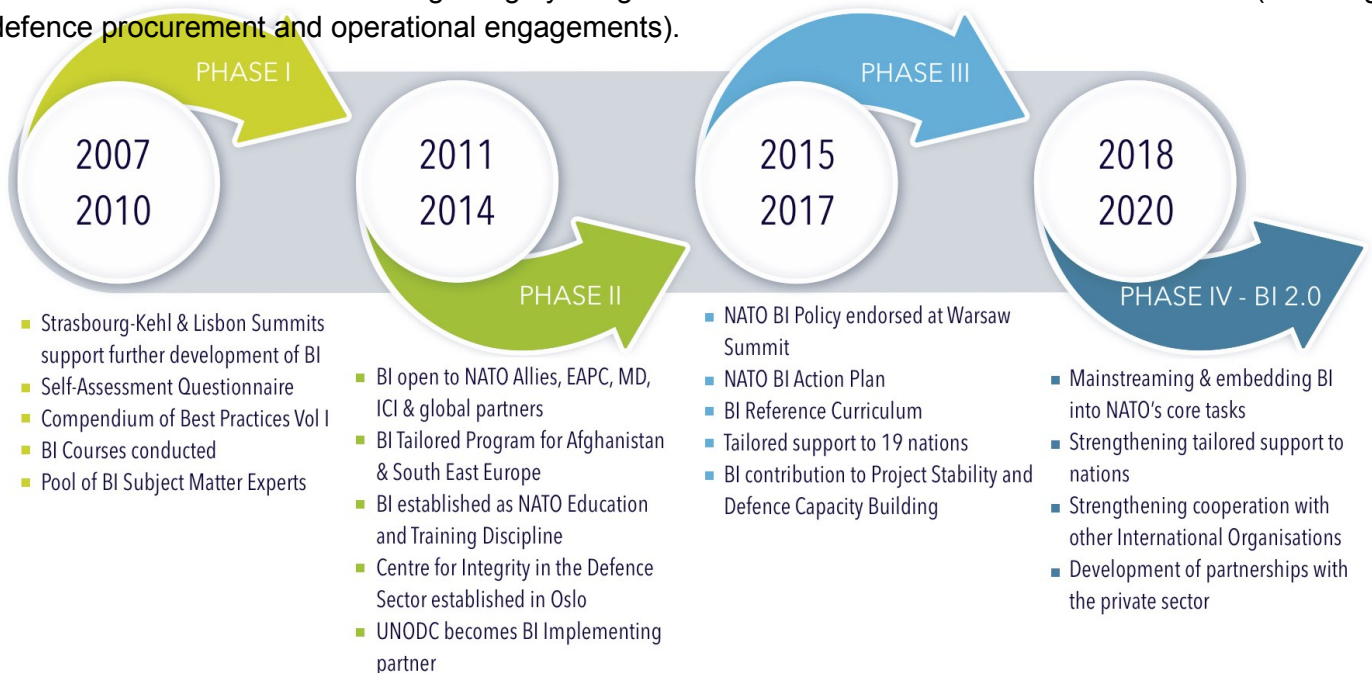 defence procurement and operational engagements).
PHASE I
2007
2010
Strasbourg-Kehl & Lisbon Summits
support further development of BI
Self-Assessment Questionnaire
Compendium of Best Practices Vol I
BI Courses conducted
Pool of BI Subject Matter Experts
2011
2014
PHASE II
BI open to NATO Allies, EAPC, MD,
ICI & global partners
BI Tailored Program for Afghanistan
& South East Europe
BI established as NATO Education
and Training Discipline
Centre for Integrity in the Defence
Sector established in Oslo
UNODC becomes BI Implementing
partner
PHASE III
2015
2017
NATO BI Policy endorsed at Warsaw
Summit
NATO BI Action Plan
BI Reference Curriculum
Tailored support to 19 nations
BI contribution to Project Stability and
Defence Capacity Building
2018
2020
PHASE IV - BI 2.0
Mainstreaming & embedding BI
into NATO's core tasks
Strengthening tailored support to
nations
Strengthening cooperation with
other International Organisations
Development of partnerships with
the private sector